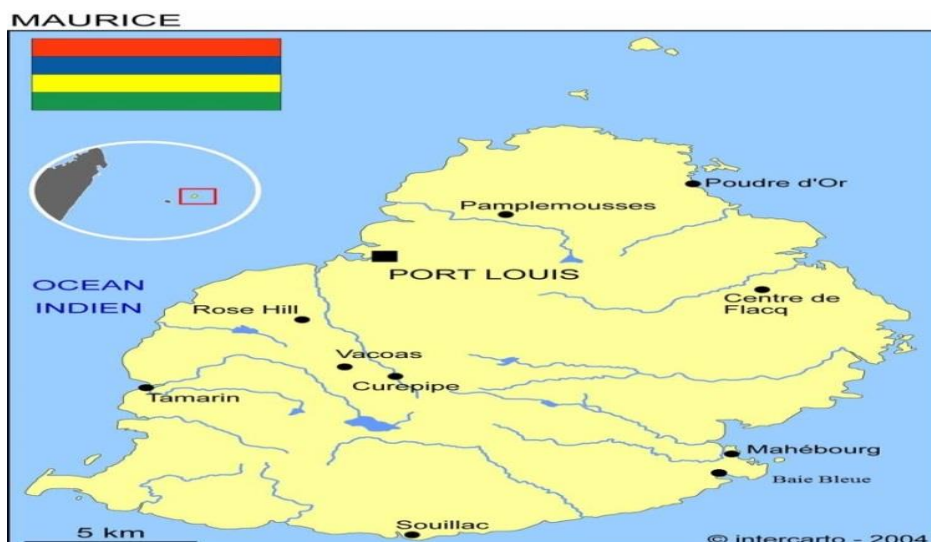 MAURICE
Poudre d'Or
Pamplemousses
PORT LOUIS
OCEAN
INDIEN
Centre de
Flacq
Rose Hill
Vacoas
Curepipe
Tamarin
Mahébourg
Baie Bleue
Souillac
5 km
© intercarto - 2004